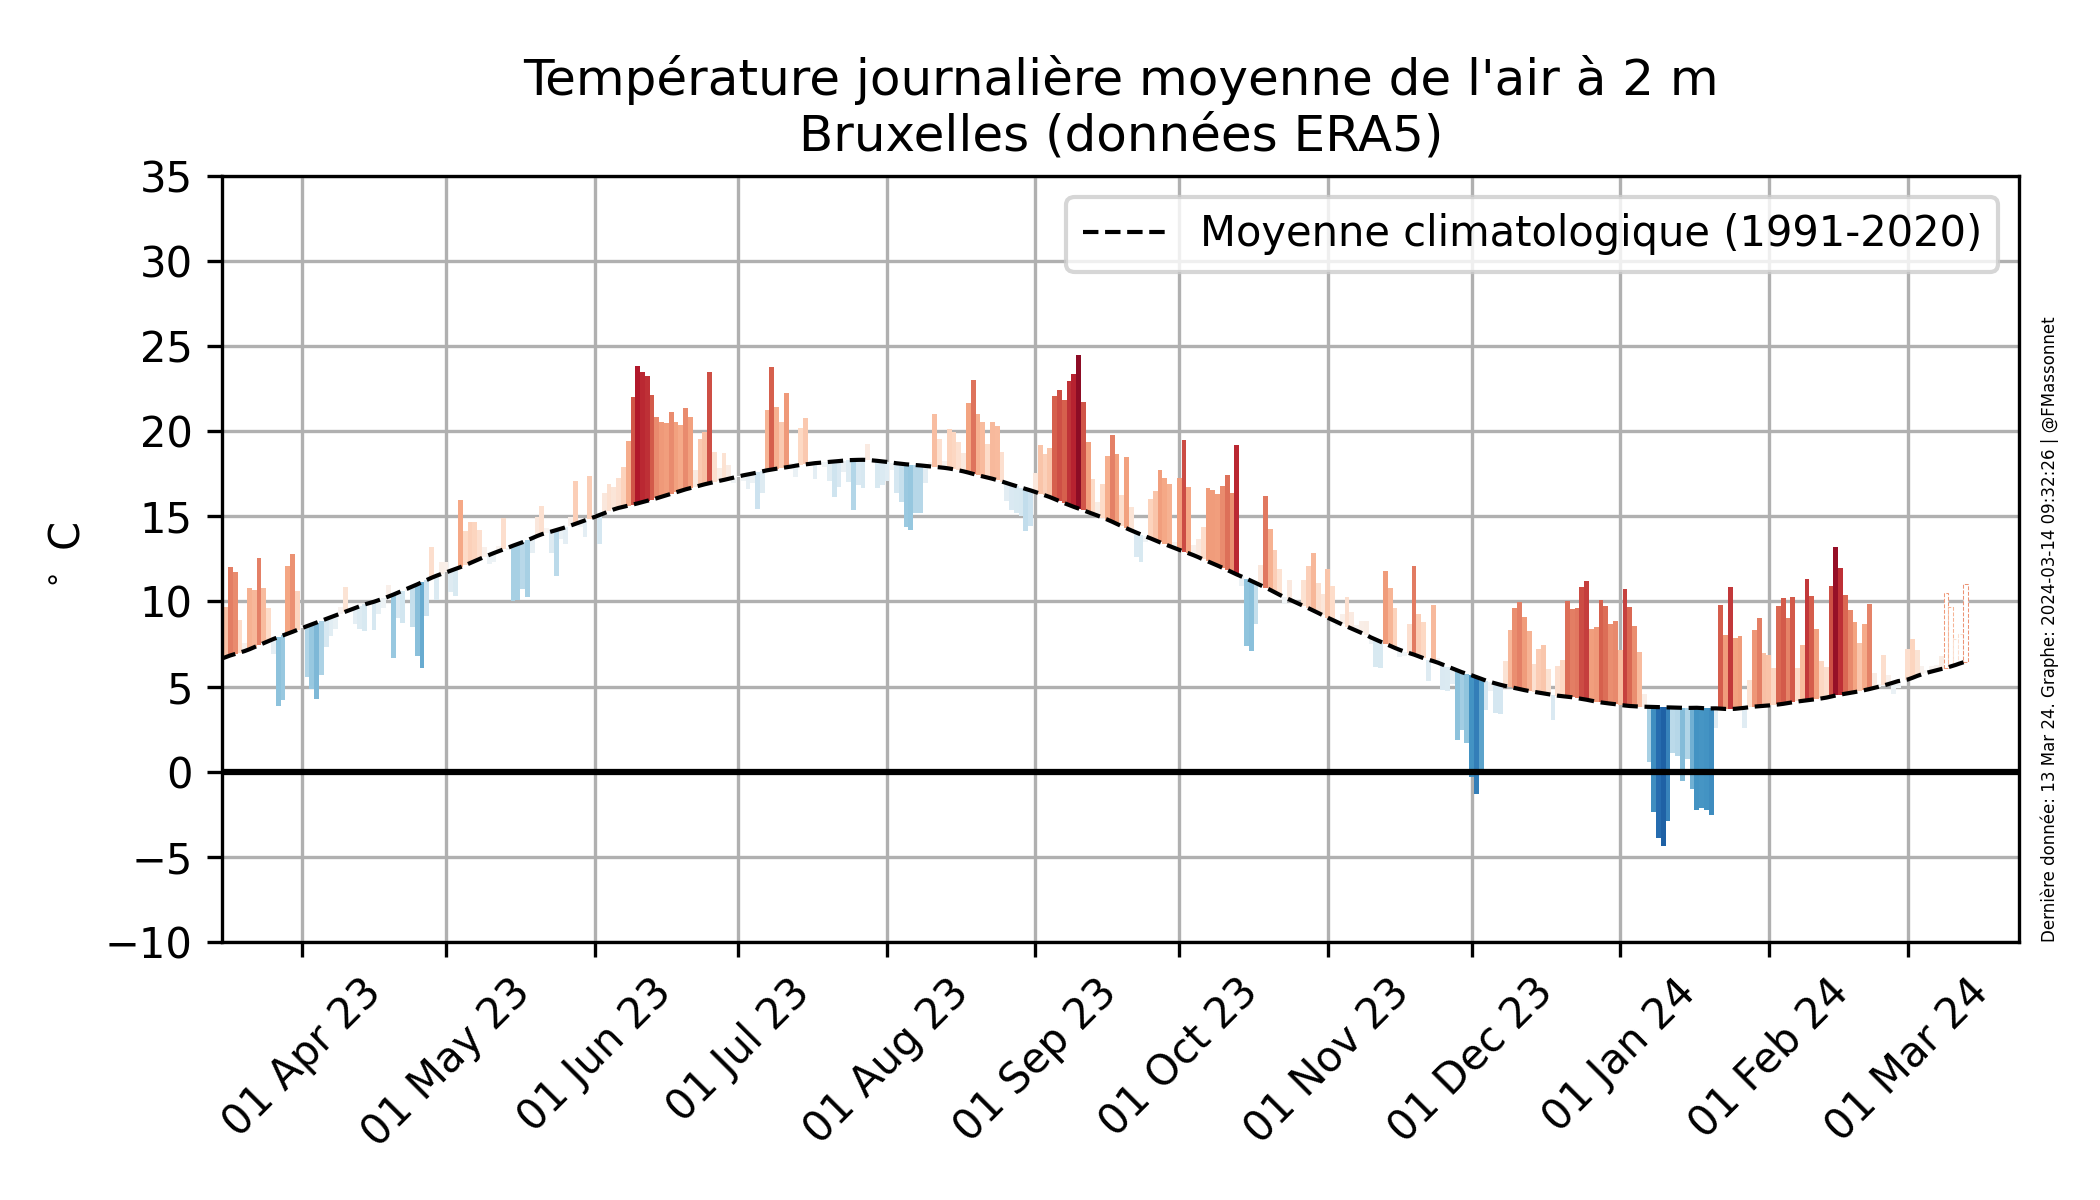 Température journalière moyenne de l'air à 2 m
Bruxelles (données ERA5)
Moyenne climatologique (1991-2020)
° C
35
30
25
20
15
10
5
0
−5
−10
01 Apr 23
01 May 23
01 Jun 23
01 Jul 23
01 Aug 23
01 Sep 23
01 Oct 23
01 Nov 23
01 Dec 23
01 Jan 24
01 Feb 24
01 Mar 24
Dernière donnée: 13 Mar 24. Graphe: 2024-03-14 09:32:26 | @FMassonnet